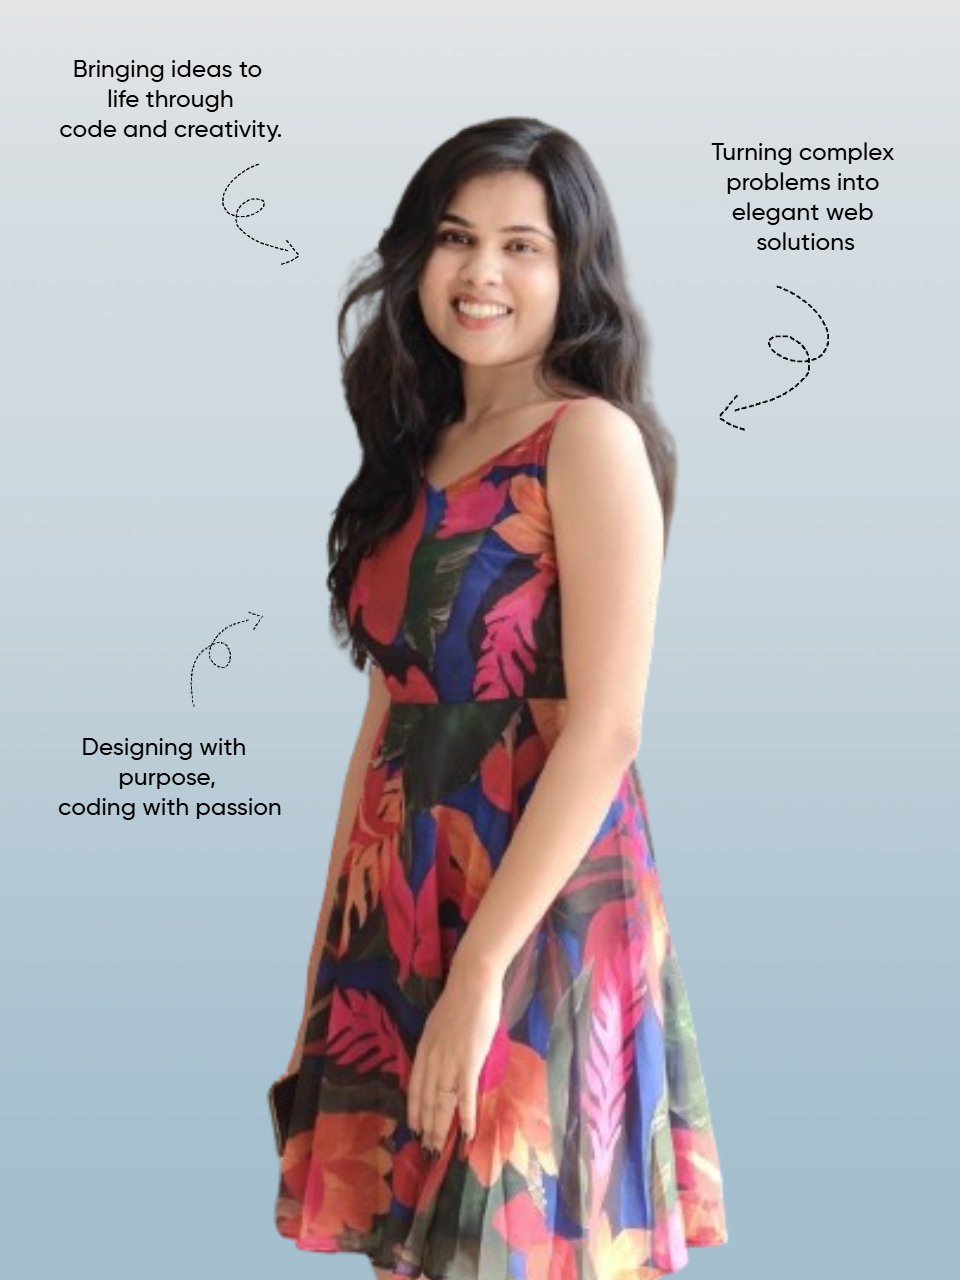 Bringing ideas to
life through
code and creativity.
Turning complex
problems into
elegant web
solutions
Designing with
purpose,
coding with passion